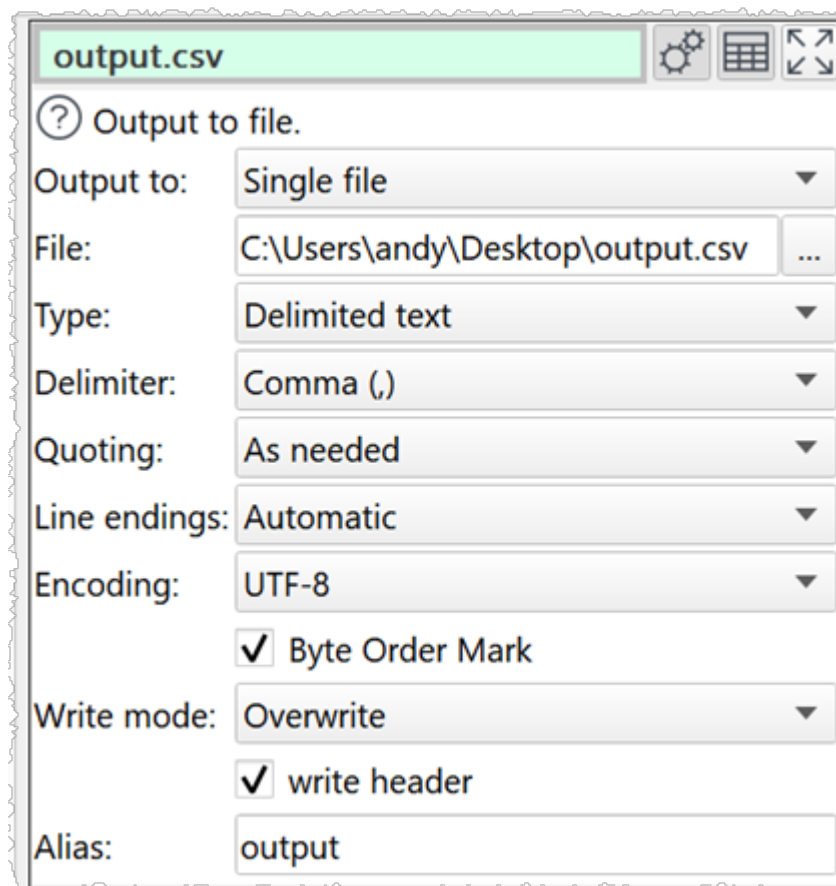 output.csv
Output to file.
Output to: Single file
File: C:\Users\andy\Desktop\output.csv ...
Type: Delimited text
Delimiter: Comma (,)
Quoting: As needed
Line endings: Automatic
Encoding: UTF-8
Byte Order Mark
Write mode: Overwrite
write header
Alias: output